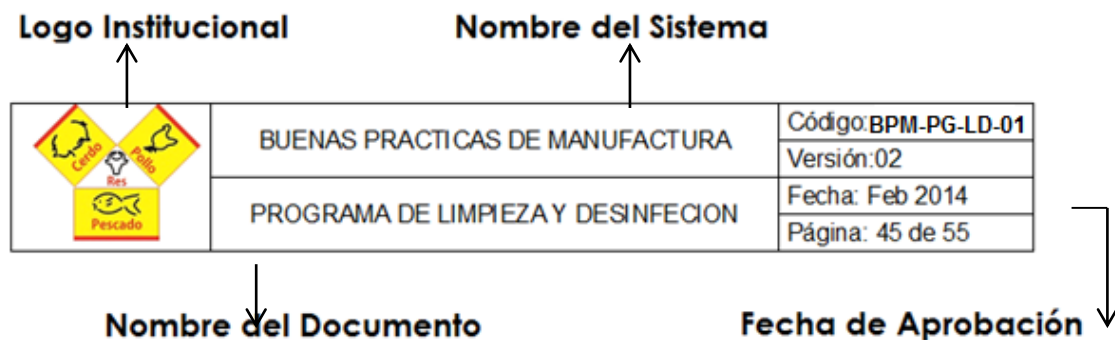 Logo Institucional
Nombre del Sistema
Cerdo
Pollo
Res
Pescado
BUENAS PRACTICAS DE MANUFACTURA
PROGRAMA DE LIMPIEZA Y DESINFECION
Código:BPM-PG-LD-01
Versión:02
Fecha: Feb 2014
Página: 45 de 55
Nombre del Documento
Fecha de Aprobación